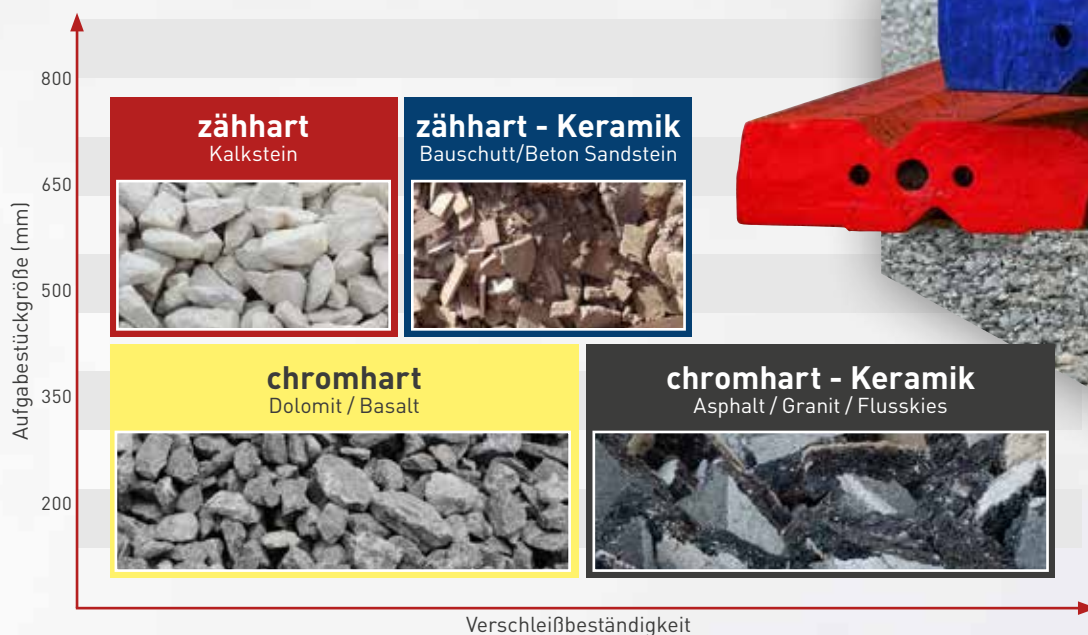 Aufgabestückgröße (mm)
800
650
500
350
200
zähhart
Kalkstein
zähhart - Keramik
Bauschutt/Beton Sandstein
chromhart
Dolomit / Basalt
chromhart - Keramik
Asphalt / Granit / Flusskies
Verschleißbeständigkeit